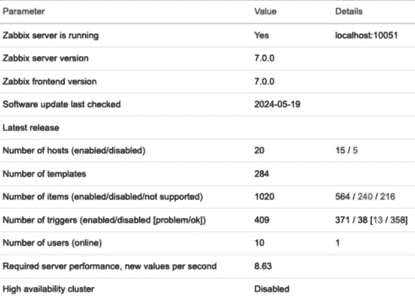 Parameter Value Details
Zabbix server is running Yes localhost:10051
Zabbix server version 7.0.0
Zabbix frontend version 7.0.0
Software update last checked 2024-05-19
Latest release
Number of hosts (enabled/disabled) 20 15 / 5
Number of templates 284
Number of items (enabled/disabled/not supported) 1020 564 / 240 / 216
Number of triggers (enabled/disabled [problem/ok]) 409 371 / 38 [13 / 358]
Number of users (online) 10 1
Required server performance, new values per second 8.63
High availability cluster Disabled